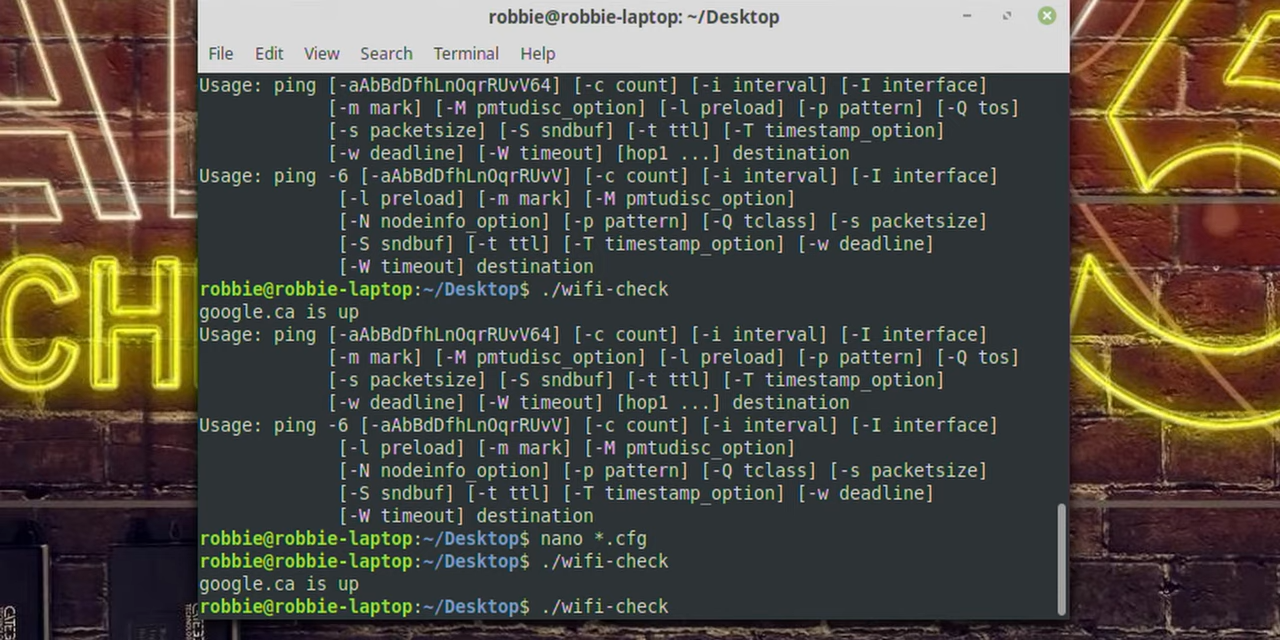 robbie@robbie-laptop: ~/Desktop
File Edit View Search Terminal Help
Usage: ping [-aAbBdDfhLnOqrRUvV64] [-c count] [-i interval] [-I interface]
[-m mark] [-M pmtudisc_option] [-l preload] [-p pattern] [-Q tos]
[-s packetsize] [-S sndbuf] [-t ttl] [-T timestamp_option]
[-w deadline] [-W timeout] [hop1 ...] destination
Usage: ping -6 [-aAbBdDfhLnOqrRUvV] [-c count] [-i interval] [-I interface]
[-l preload] [-m mark] [-M pmtudisc_option]
[-N nodeinfo_option] [-p pattern] [-Q tclass] [-s packetsize]
[-S sndbuf] [-t ttl] [-T timestamp_option] [-w deadline]
[-W timeout] destination
robbie@robbie-laptop:~/Desktop$ ./wifi-check
google.ca is up
Usage: ping [-aAbBdDfhLnOqrRUvV64] [-c count] [-i interval] [-I interface]
[-m mark] [-M pmtudisc_option] [-l preload] [-p pattern] [-Q tos]
[-s packetsize] [-S sndbuf] [-t ttl] [-T timestamp_option]
[-w deadline] [-W timeout] [hop1 ...] destination
Usage: ping -6 [-aAbBdDfhLnOqrRUvV] [-c count] [-i interval] [-I interface]
[-l preload] [-m mark] [-M pmtudisc_option]
[-N nodeinfo_option] [-p pattern] [-Q tclass] [-s packetsize]
[-S sndbuf] [-t ttl] [-T timestamp_option] [-w deadline]
[-W timeout] destination
robbie@robbie-laptop:~/Desktop$ nano *.cfg
robbie@robbie-laptop:~/Desktop$ ./wifi-check
google.ca is up
robbie@robbie-laptop:~/Desktop$ ./wifi-check
CH